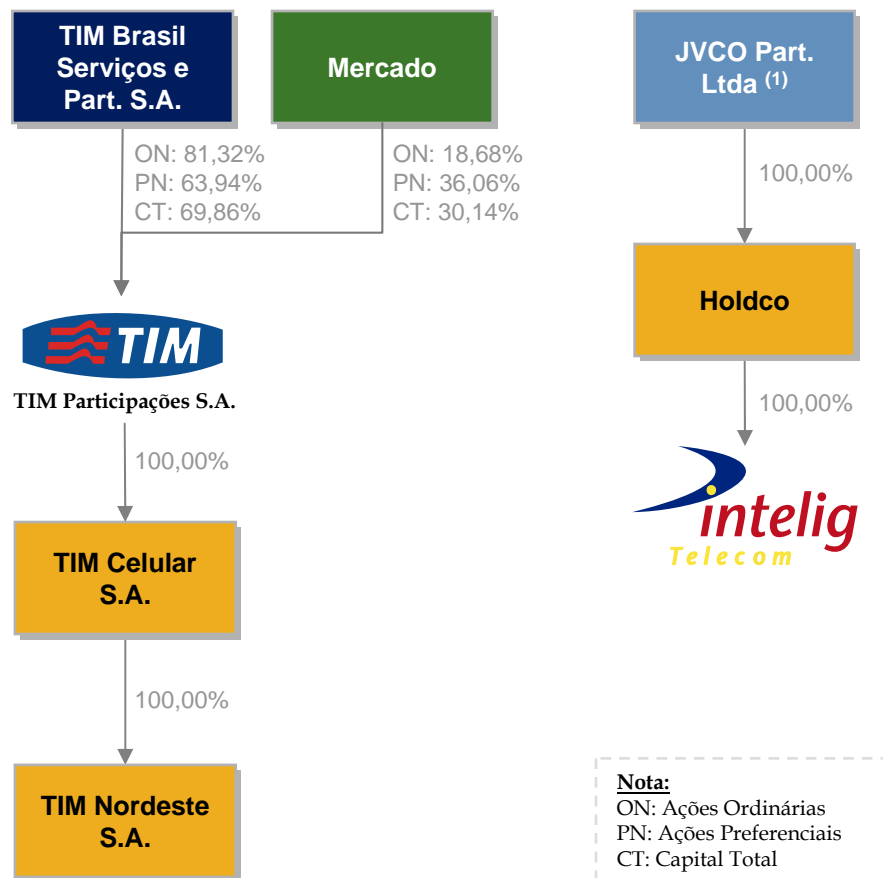 TIM Brasil
Serviços e
Part. S.A.
Mercado
JVCO Part.
Ltda (1)
ON: 81,32%
PN: 63,94%
CT: 69,86%
ON: 18,68%
PN: 36,06%
CT: 30,14%
100,00%
Holdco
TIM
TIM Participações S.A.
100,00%
100,00%
intelig
Telecom
TIM Celular
S.A.
100,00%
TIM Nordeste
S.A.
Nota:
ON: Ações Ordinárias
PN: Ações Preferenciais
CT: Capital Total